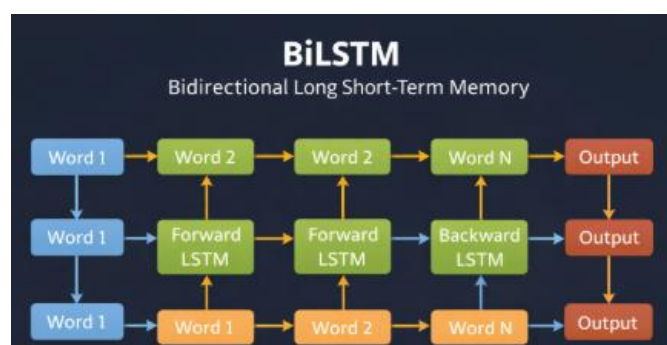 BiLSTM
Bidirectional Long Short-Term Memory
Word 1 Word 2 Word 2 Word N Output
Word 1 Forward LSTM Forward LSTM Backward LSTM Output
Word 1 Word 1 Word 2 Word N Output